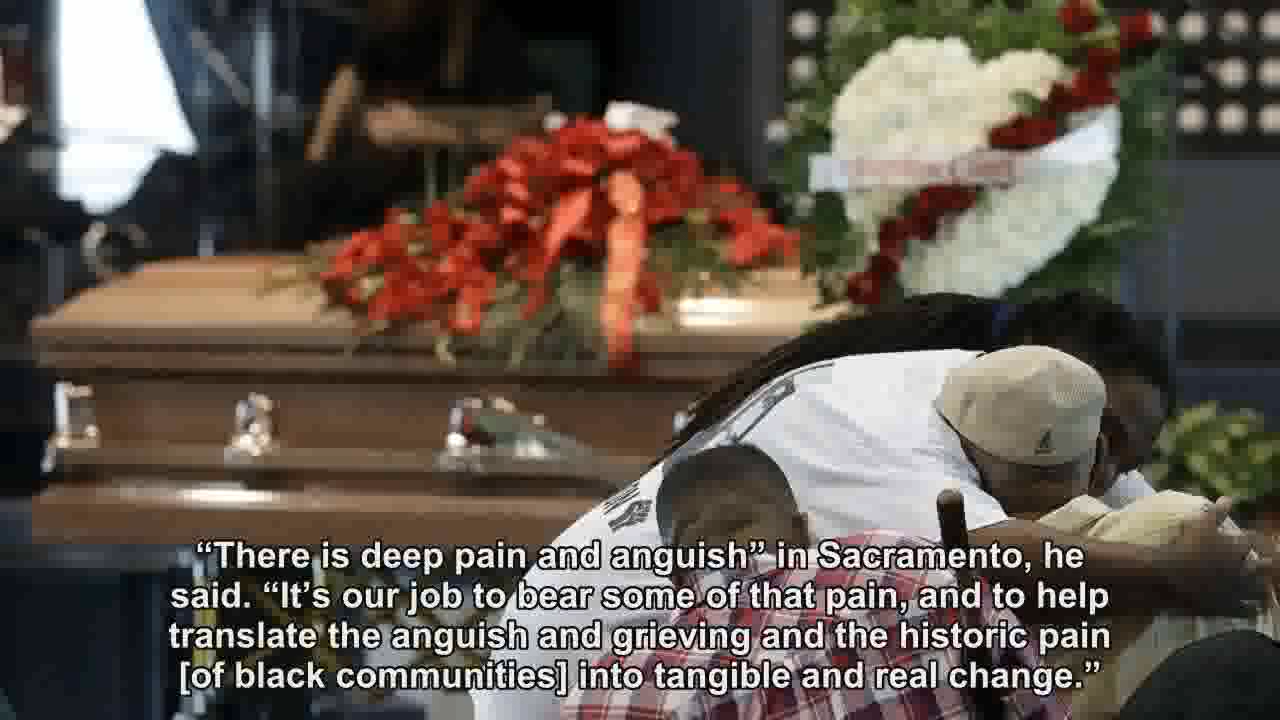 “There is deep pain and anguish” in Sacramento, he
said. “It’s our job to bear some of that pain, and to help
translate the anguish and grieving and the historic pain
[of black communities] into tangible and real change.”